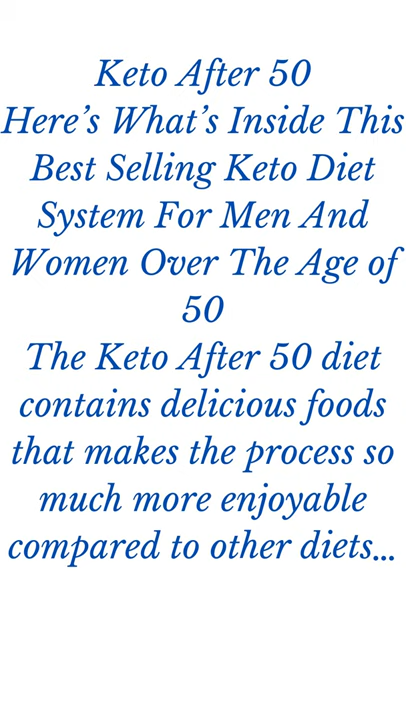 Keto After 50
Here’s What’s Inside This
Best Selling Keto Diet
System For Men And
Women Over The Age of
50
The Keto After 50 diet
contains delicious foods
that makes the process so
much more enjoyable
compared to other diets...